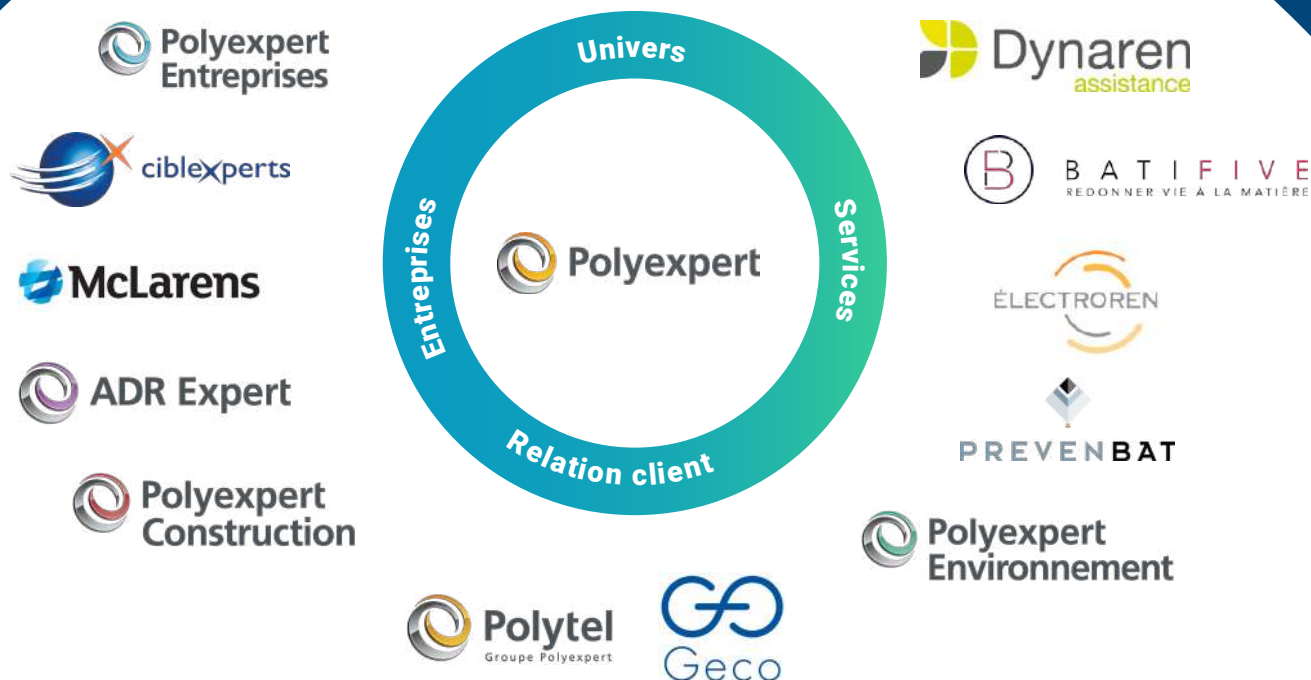 Polyexpert
Entreprises
ciblexperts
McLarens
ADR Expert
Polyexpert
Construction
Univers
Entreprises
Services
Relation client
Polyexpert
Polytel
Groupe Polyexpert
Geco
Dynaren
assistance
B
BATIFIVE
REDONNER VIE À LA MATIÈRE
ÉLECTROREN
PREVENBAT
Polyexpert
Environnement